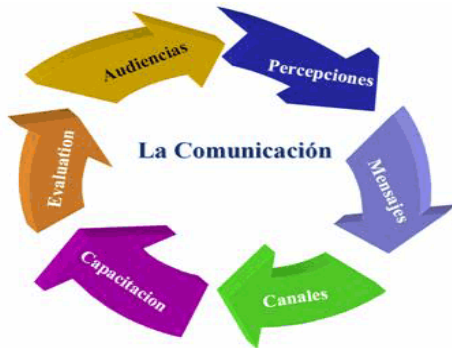 Audiencias
Percepciones
La Comunicación
Evaluation
Mensajes
Capacitacion
Canales